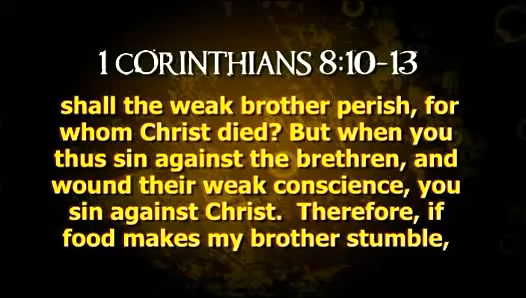 1 CORINTHIANS 8:10-13
shall the weak brother perish, for
whom Christ died? But when you
thus sin against the brethren, and
wound their weak conscience, you
sin against Christ.  Therefore, if
food makes my brother stumble,